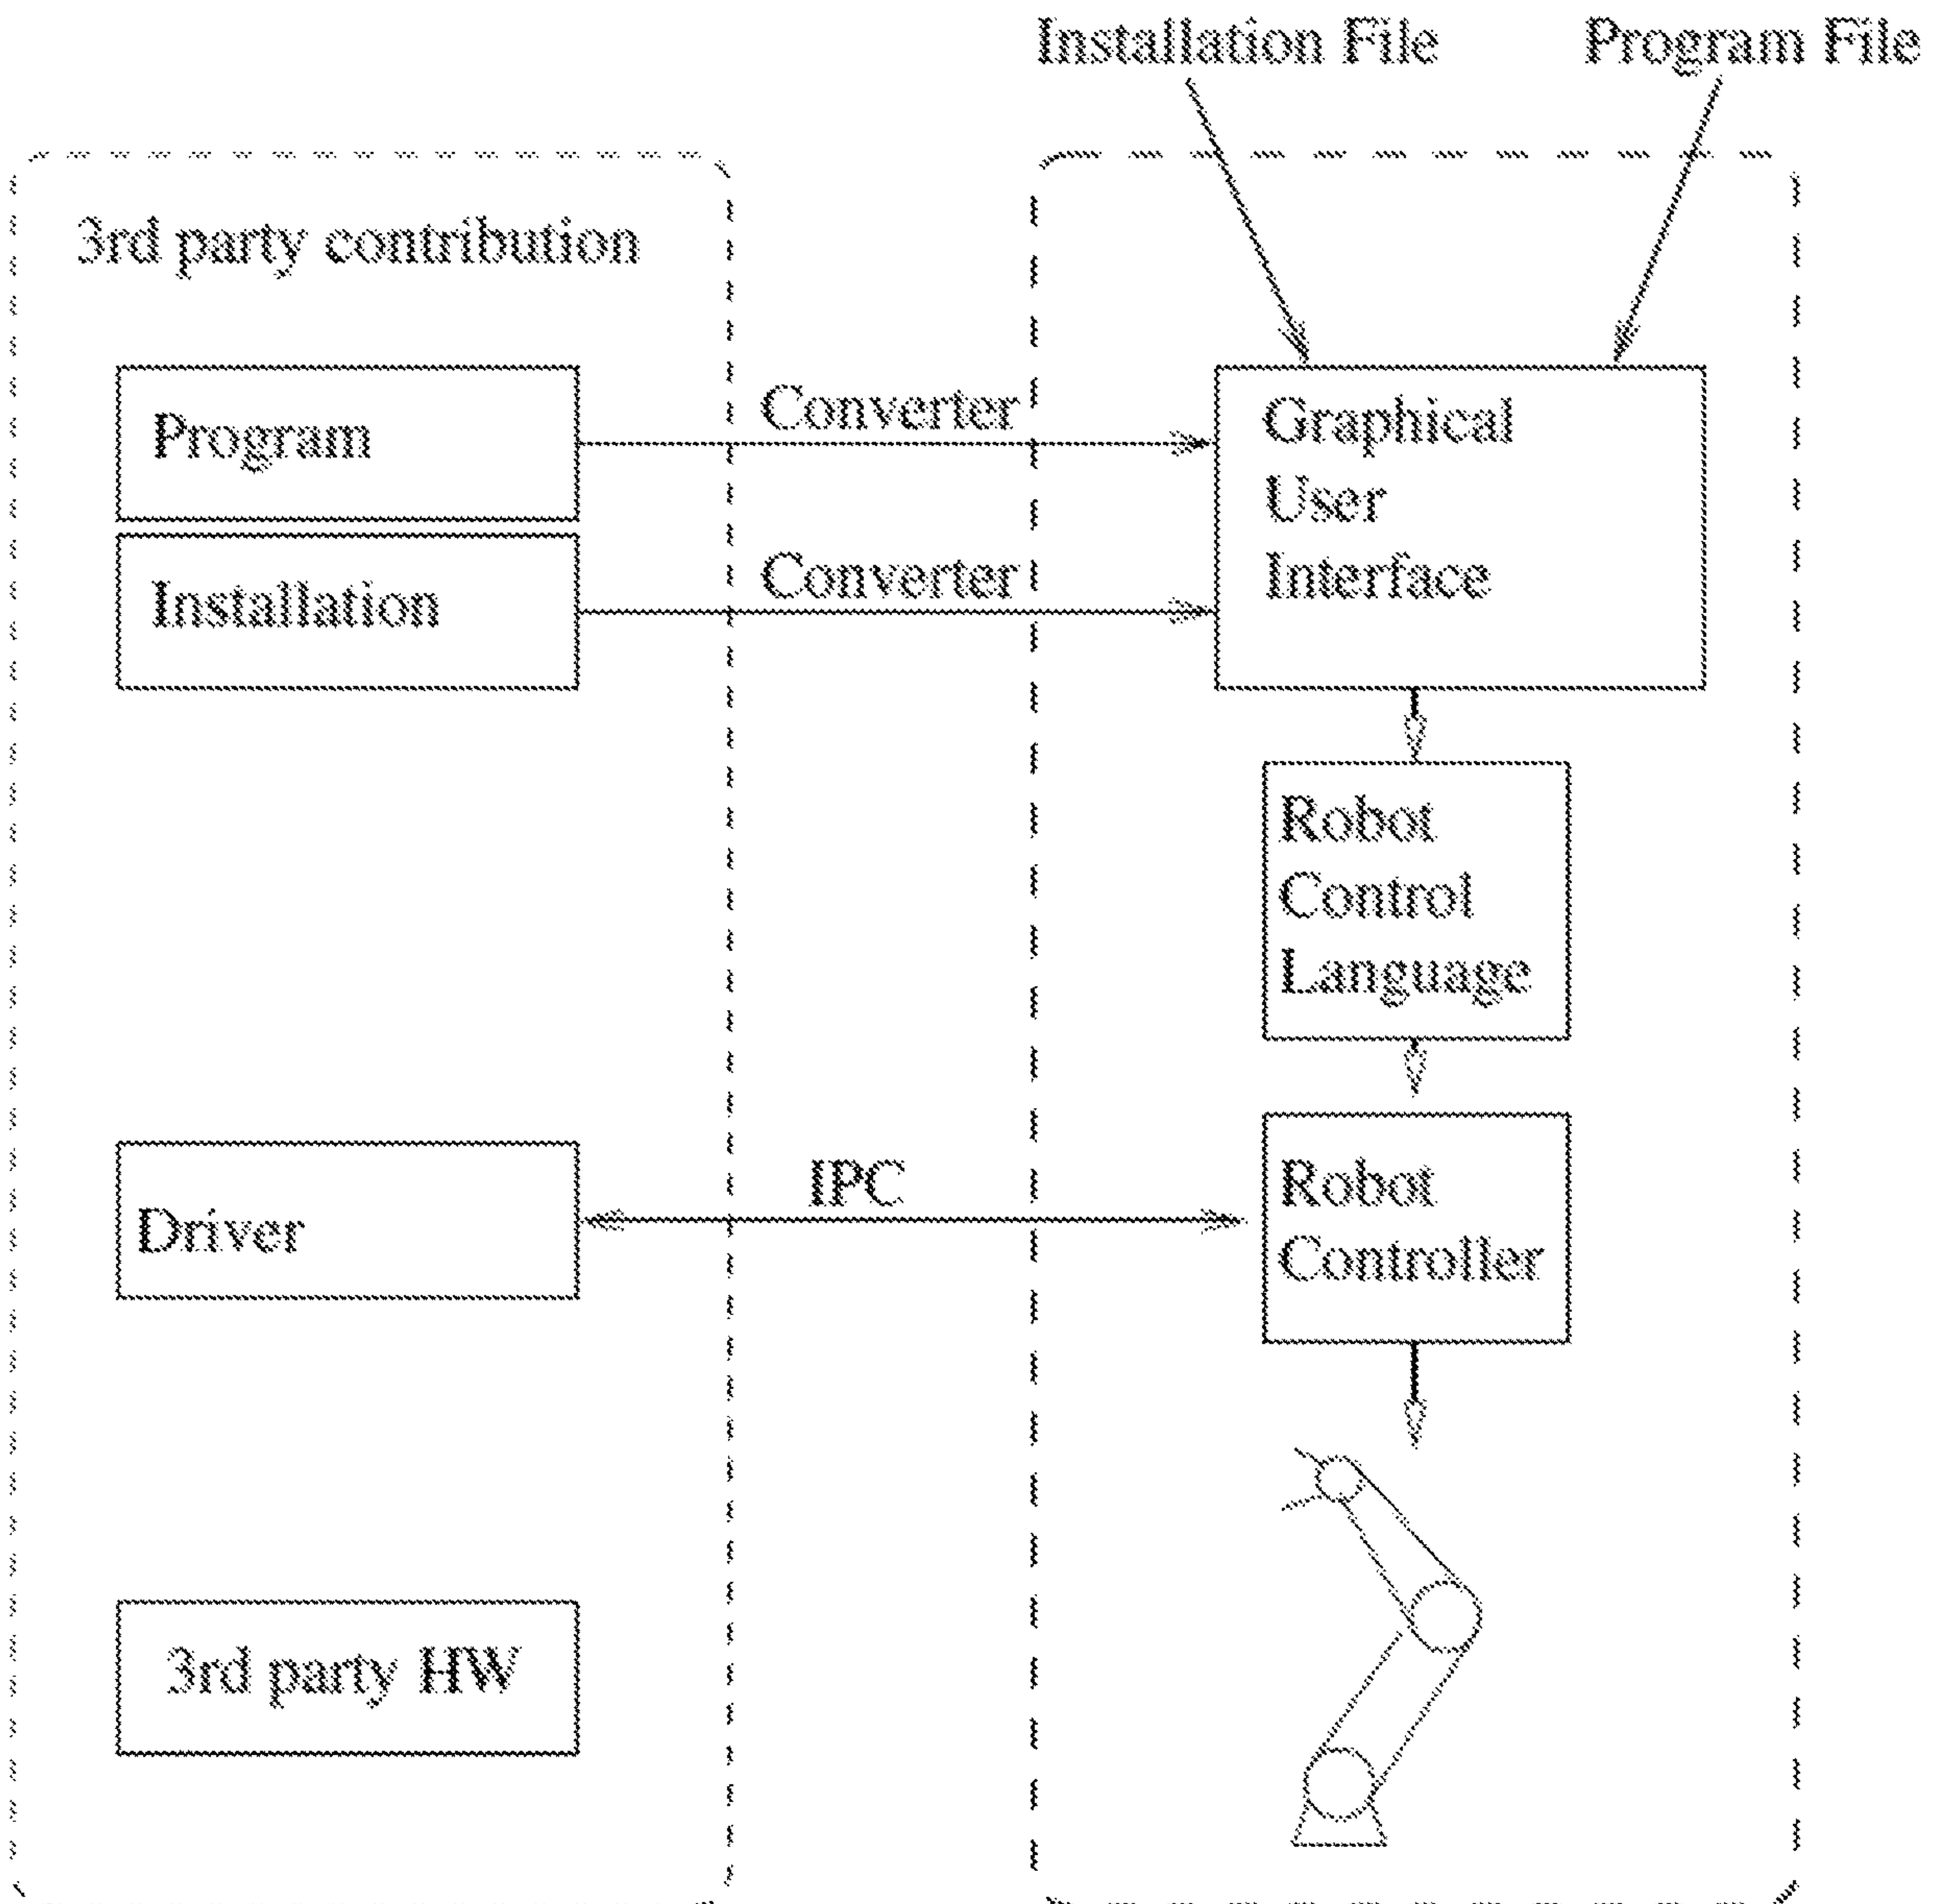 Installation File
Program File
3rd party contribution
Program
Converter
Graphical
User
Interface
Installation
Converter
Robot
Control
Language
Driver
IPC
Robot
Controller
3rd party HW